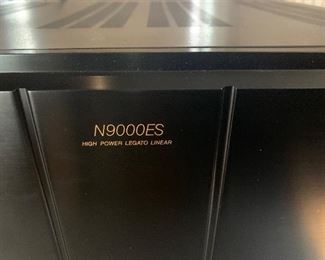 N9000ES
HIGH POWER LEGATO LINEAR